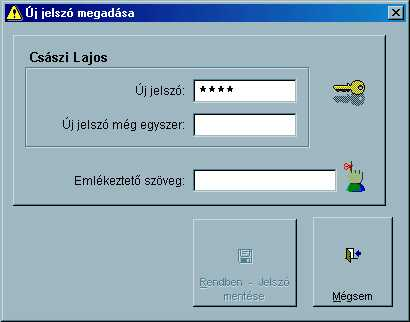 Új jelszó megadása
Császi Lajos
Új jelszó: ****
Új jelszó még egyszer:
Emlékeztető szöveg:
Rendben - Jelszó
mentése
Mégsem